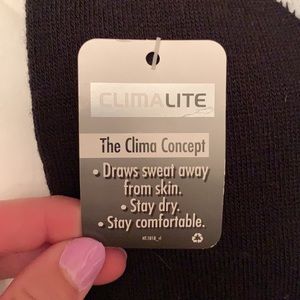 CLIMALITE
The Clima Concept
• Draws sweat away
from skin.
• Stay dry.
• Stay comfortable.